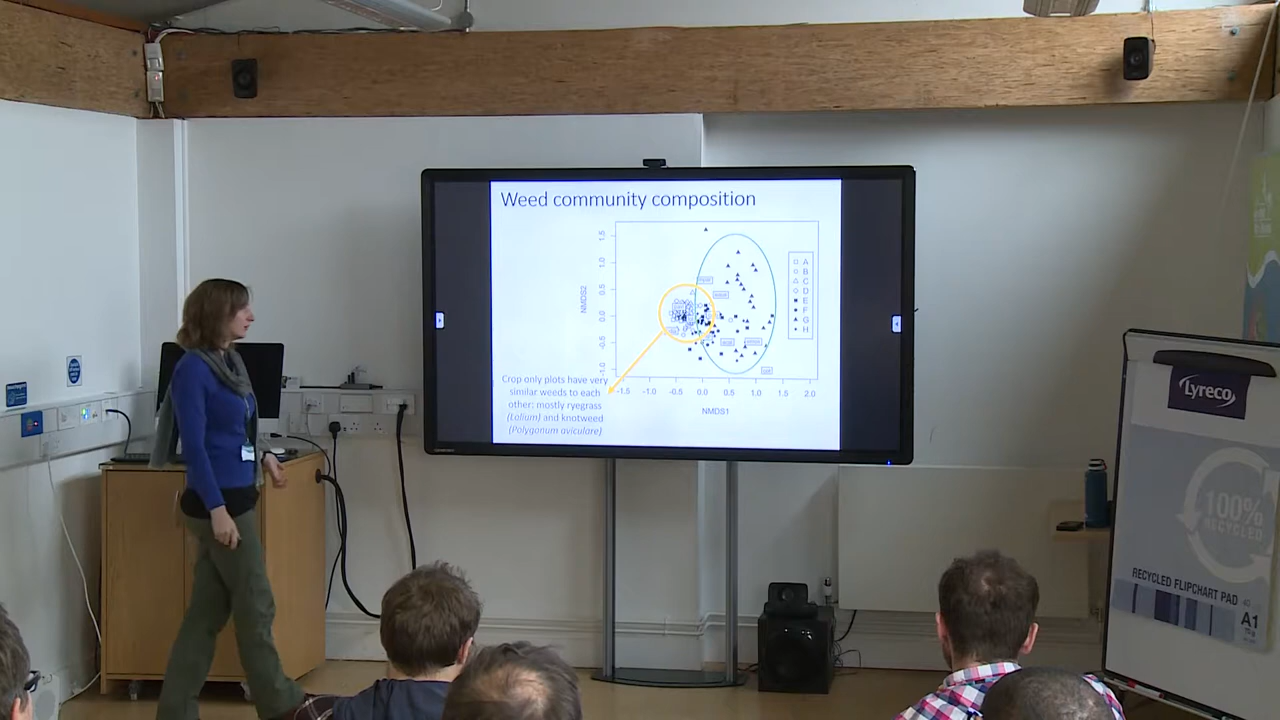 Weed community composition
NMDS2
1.5
1.0
0.5
0.0
-0.5
-1.0
A
B
C
D
E
F
G
H
-1.5 -1.0 -0.5 0.0 0.5 1.0 1.5 2.0
NMDS1
Crop only plots have very
similar weeds to each
other: mostly ryegrass
(Lolium) and knotweed
(Polygonum aviculare)
Lyreco
100%
RECYCLED
RECYCLED FLIPCHART PAD
A1